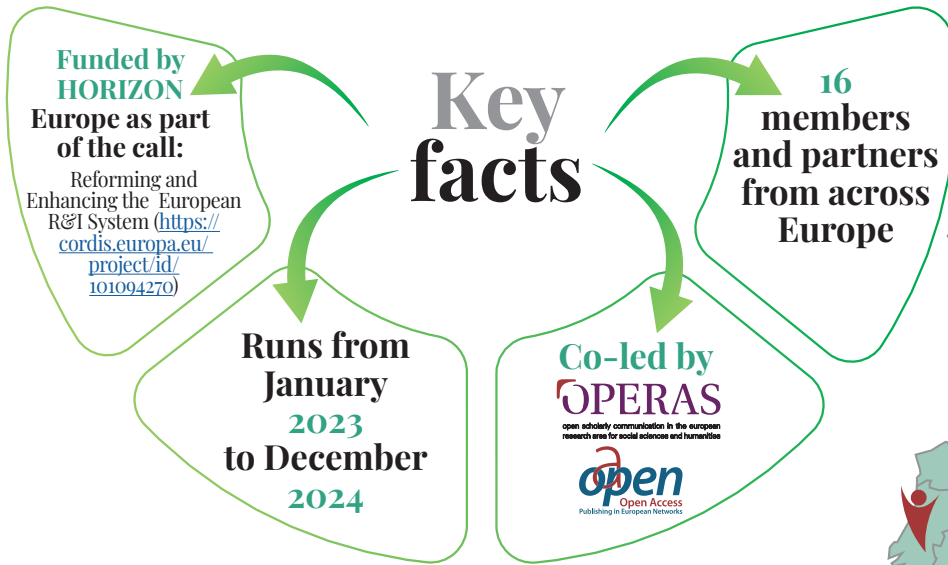 Key
facts
Funded by
HORIZON
Europe as part
of the call:
Reforming and
Enhancing the European
R&I System (https://
cordis.europa.eu/
project/id/
101094270)
Runs from
January
2023
to December
2024
Co-led by
OPERAS
open scholarly communication in the european
research area for social sciences and humanities
open
Open Access
Publishing in European Networks
16
members
and partners
from across
Europe